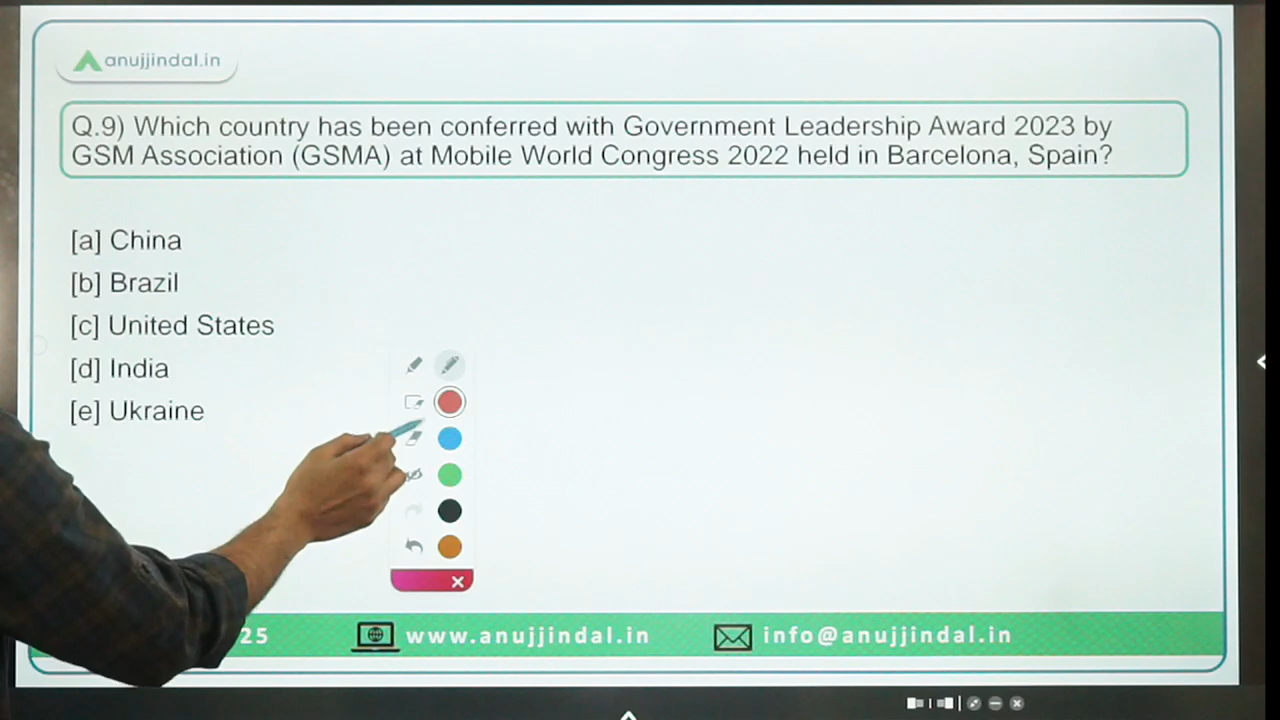 anujjindal.in
Q.9) Which country has been conferred with Government Leadership Award 2023 by
GSM Association (GSMA) at Mobile World Congress 2022 held in Barcelona, Spain?
[a] China
[b] Brazil
[c] United States
[d] India
[e] Ukraine
25
www.anujjindal.in
info@anujjindal.in